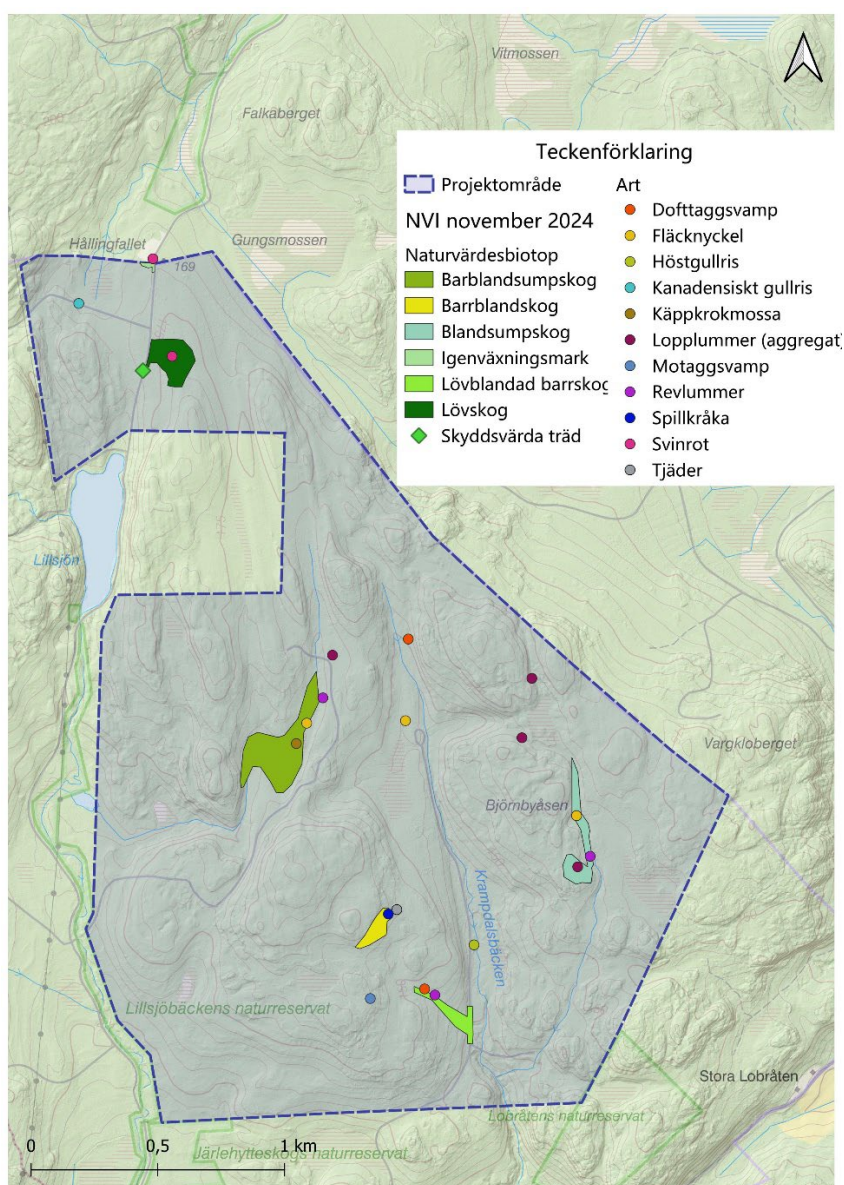 Vitmossen
Falkaberget
Teckenförklaring
Projektområde
NVI november 2024
Naturvärdesbiotop
Barblandsumpskog
Barrblandskog
Blandsumpskog
Igenväxningsmark
Lövblandad barrskog
Lövskog
Skyddsvärda träd
Art
Dofttaggsvamp
Fläcknyckel
Höstgullris
Kanadensiskt gullris
Käppkrokmossa
Lopplummer (aggregat)
Motaggsvamp
Revlummer
Spillkråka
Svinrot
Tjäder
Hållingfallet
Gungsmossen
169
Lillsjön
Vargkloberget
Björnbyåsen
Krampdalsbäcken
Lillsjöbäckens naturreservat
Stora Lobråten
Lobråtens naturreservat
Järlehytteskogs naturreservat
0 0,5 1 km